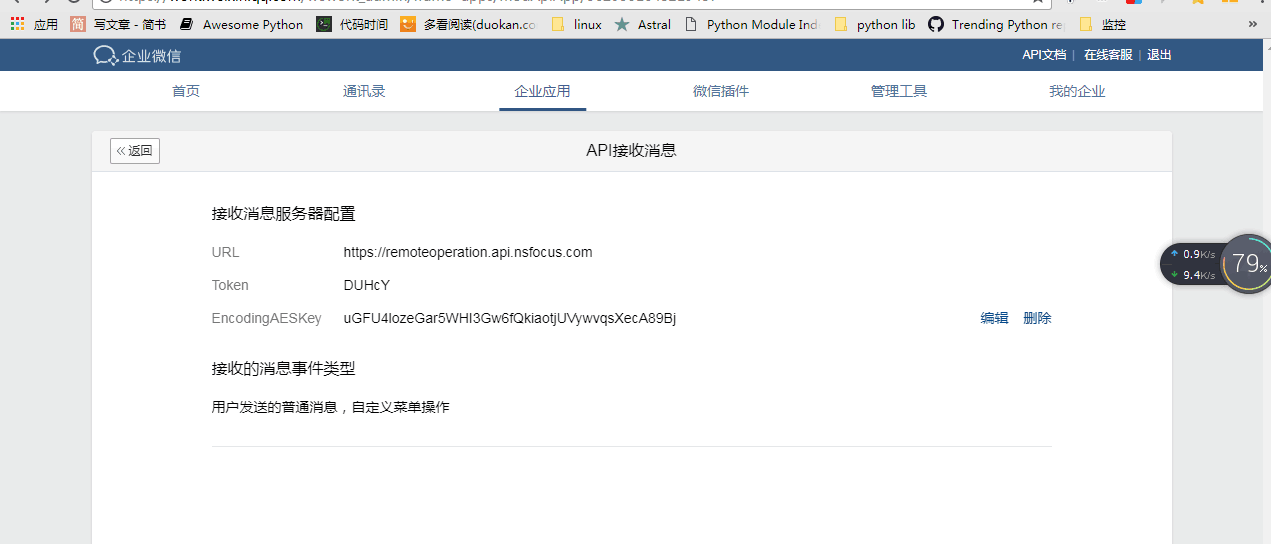 应用 简 写文章 - 简书 Awesome Python 代码时间 多看阅读(duokan.co linux Astral Python Module Ind python lib Trending Python re 监控 »
企业微信 API文档 | 在线客服 | 退出
首页 通讯录 企业应用 微信插件 管理工具 我的企业
返回 API接收消息
接收消息服务器配置
URL https://remoteoperation.api.nsfocus.com
↑ 0.9K/s
79%
↓ 9.4K/s
Token DUHcY
EncodingAESKey uGFU4lozeGar5WHI3Gw6fQkiaotjUVywvqsXecA89Bj 编辑 删除
接收的消息事件类型
用户发送的普通消息，自定义菜单操作